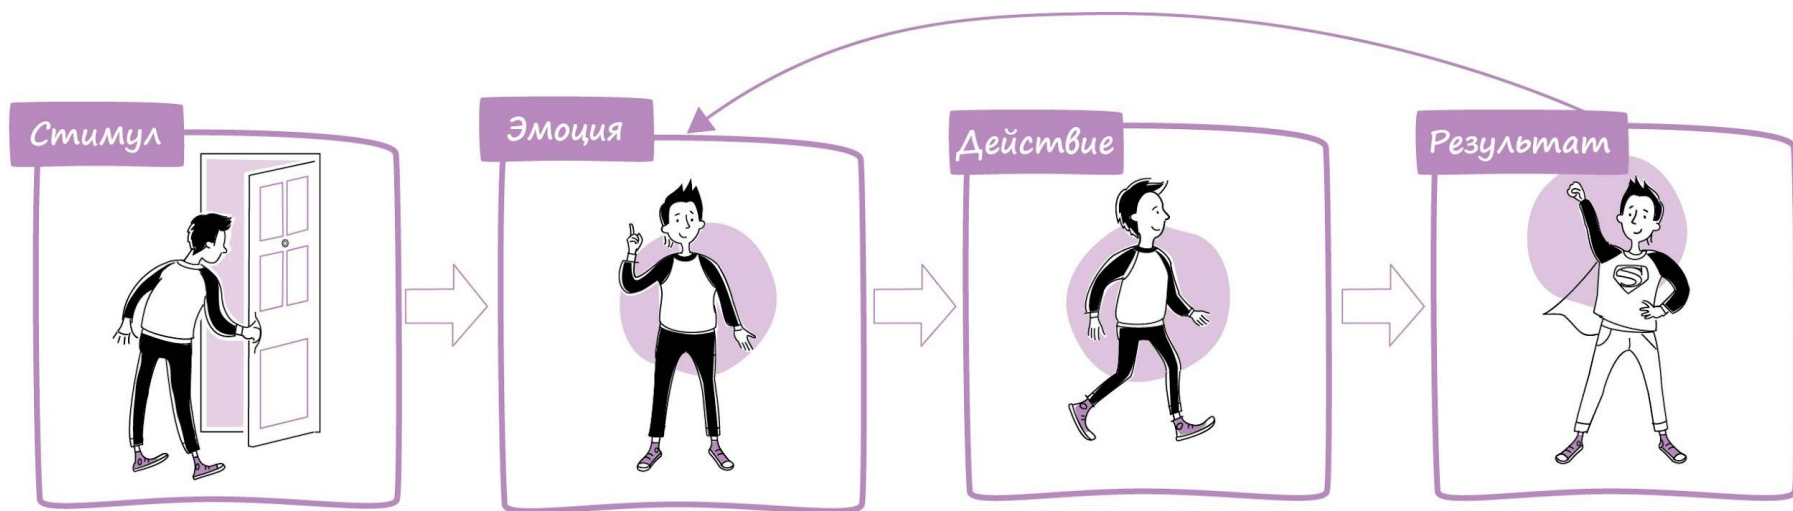 Стимул
Эмоция
Действие
Результат
S